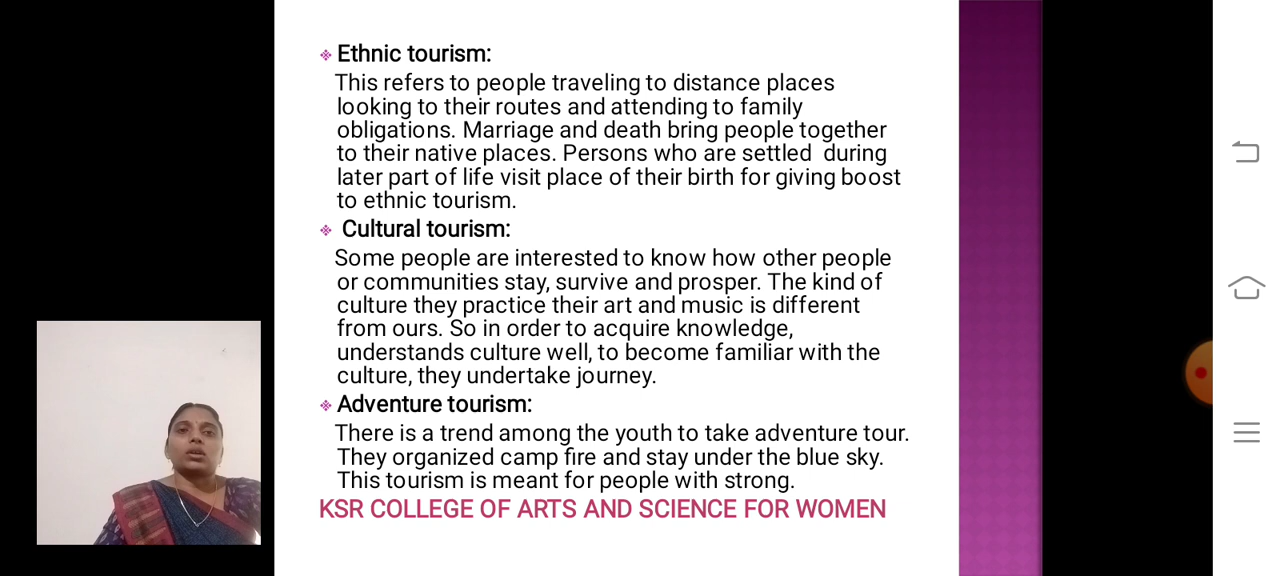 Ethnic tourism:
This refers to people traveling to distance places
looking to their routes and attending to family
obligations. Marriage and death bring people together
to their native places. Persons who are settled during
later part of life visit place of their birth for giving boost
to ethnic tourism.
Cultural tourism:
Some people are interested to know how other people
or communities stay, survive and prosper. The kind of
culture they practice their art and music is different
from ours. So in order to acquire knowledge,
understands culture well, to become familiar with the
culture, they undertake journey.
Adventure tourism:
There is a trend among the youth to take adventure tour.
They organized camp fire and stay under the blue sky.
This tourism is meant for people with strong.
KSR COLLEGE OF ARTS AND SCIENCE FOR WOMEN